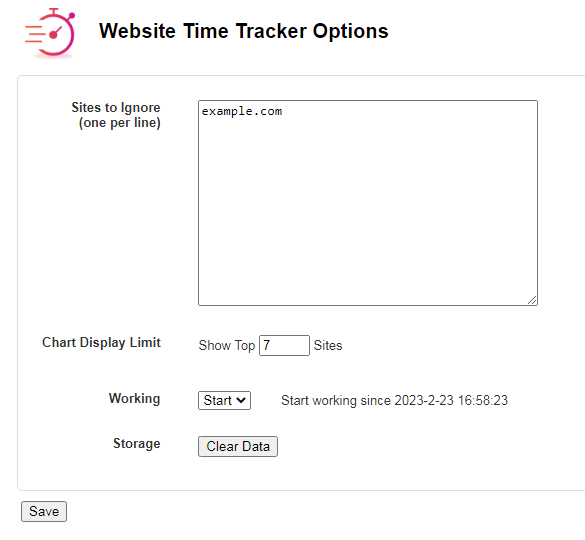 Website Time Tracker Options
Sites to Ignore
(one per line)
example.com
Chart Display Limit
Show Top 7 Sites
Working
Start
Start working since 2023-2-23 16:58:23
Storage
Clear Data
Save